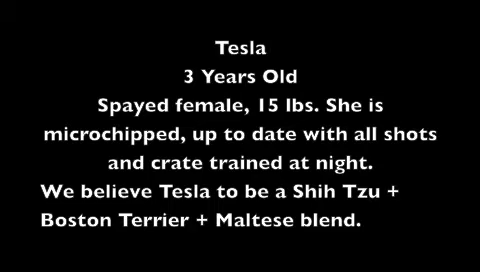 Tesla
3 Years Old
Spayed female, 15 lbs. She is
microchipped, up to date with all shots
and crate trained at night.
We believe Tesla to be a Shih Tzu +
Boston Terrier + Maltese blend.